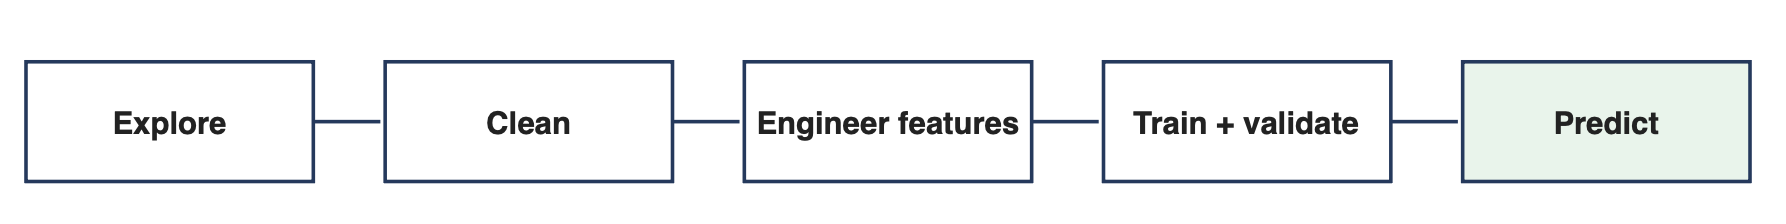 Explore
Clean
Engineer features
Train + validate
Predict